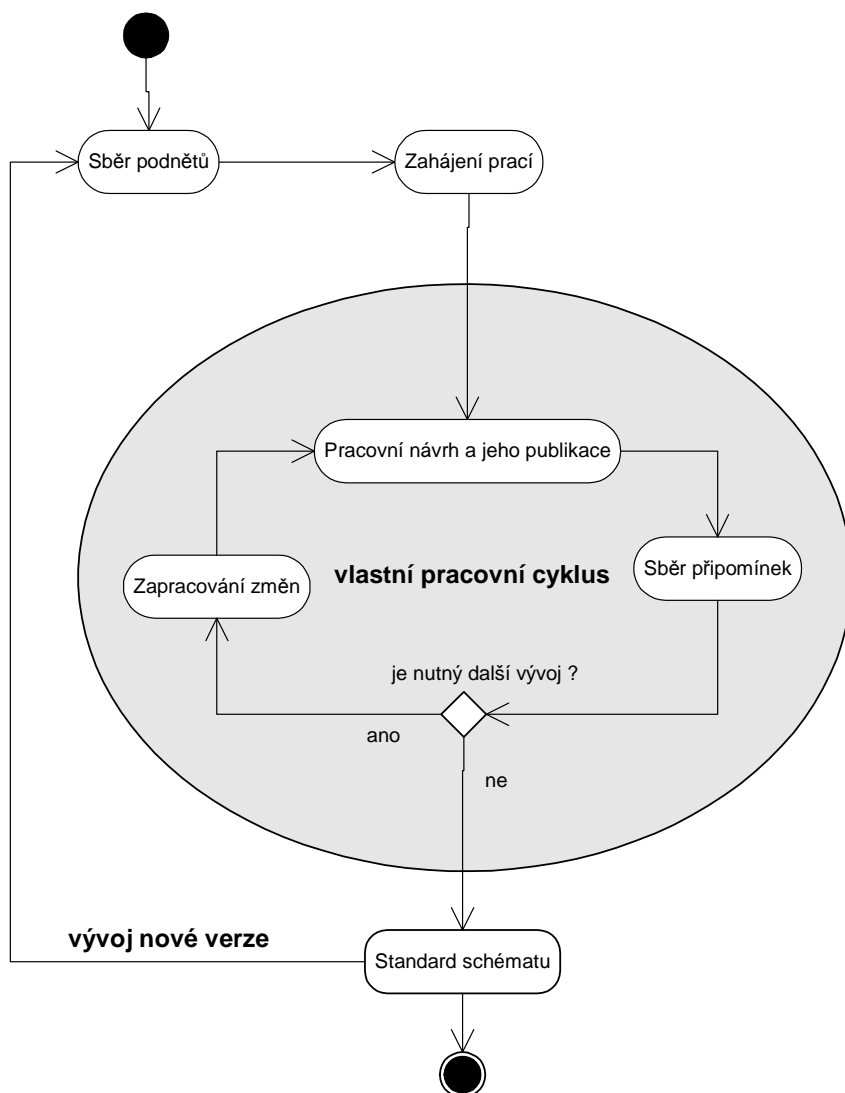 Sběr podnětů
Zahájení prací
Pracovní návrh a jeho publikace
Zapracování změn
vlastní pracovní cyklus
Sběr připomínek
je nutný další vývoj ?
ano
ne
vývoj nové verze
Standard schématu